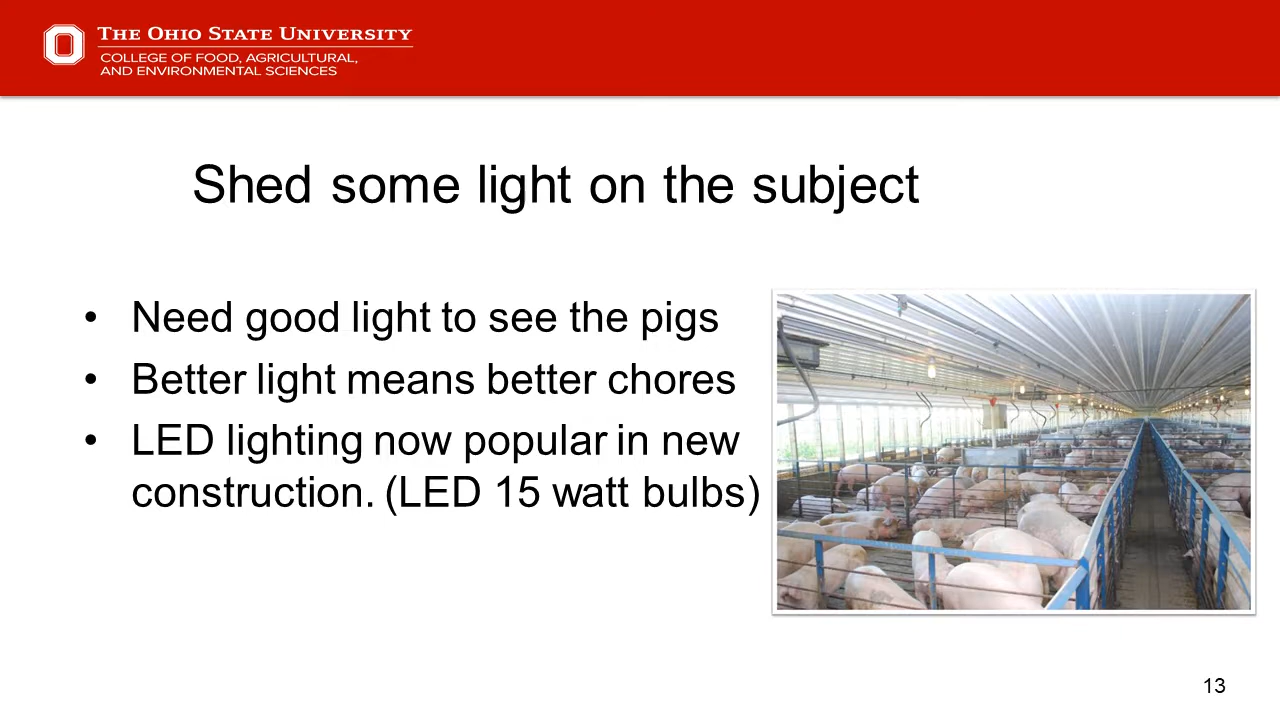 THE OHIO STATE UNIVERSITY
COLLEGE OF FOOD, AGRICULTURAL,
AND ENVIRONMENTAL SCIENCES
Shed some light on the subject
• Need good light to see the pigs
• Better light means better chores
• LED lighting now popular in new
construction. (LED 15 watt bulbs)
13